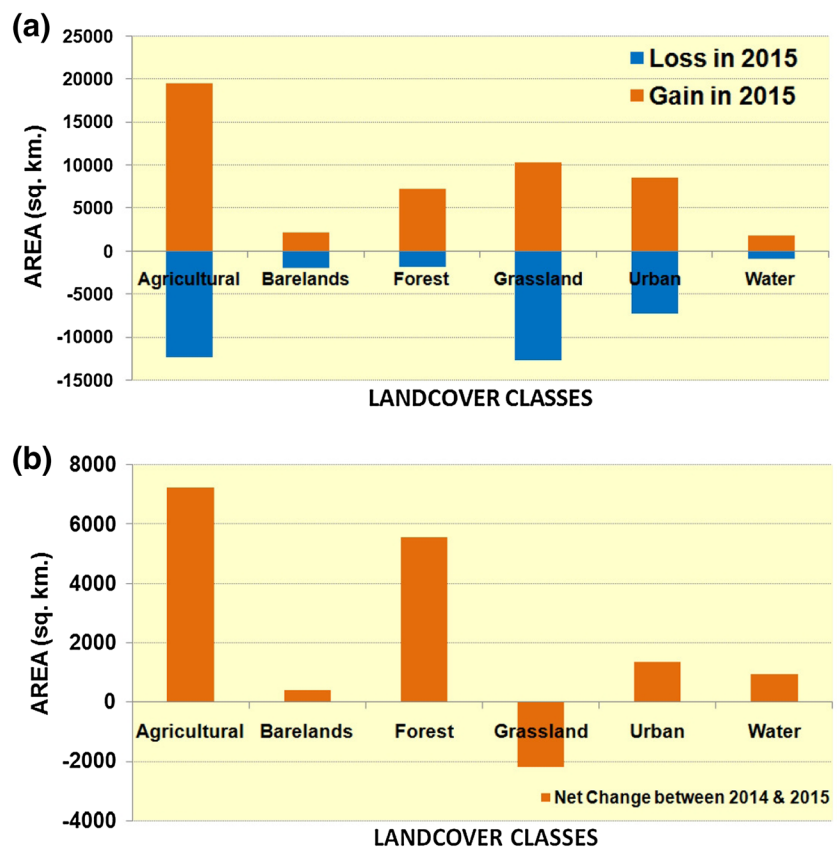 (a)
25000
20000
15000
10000
5000
0
-5000
-10000
-15000
AREA (sq. km.)
Loss in 2015
Gain in 2015
Agricultural Barelands Forest Grassland Urban Water
LANDCOVER CLASSES
(b)
8000
6000
4000
2000
0
-2000
-4000
AREA (sq. km.)
Agricultural Barelands Forest Grassland Urban Water
Net Change between 2014 & 2015
LANDCOVER CLASSES